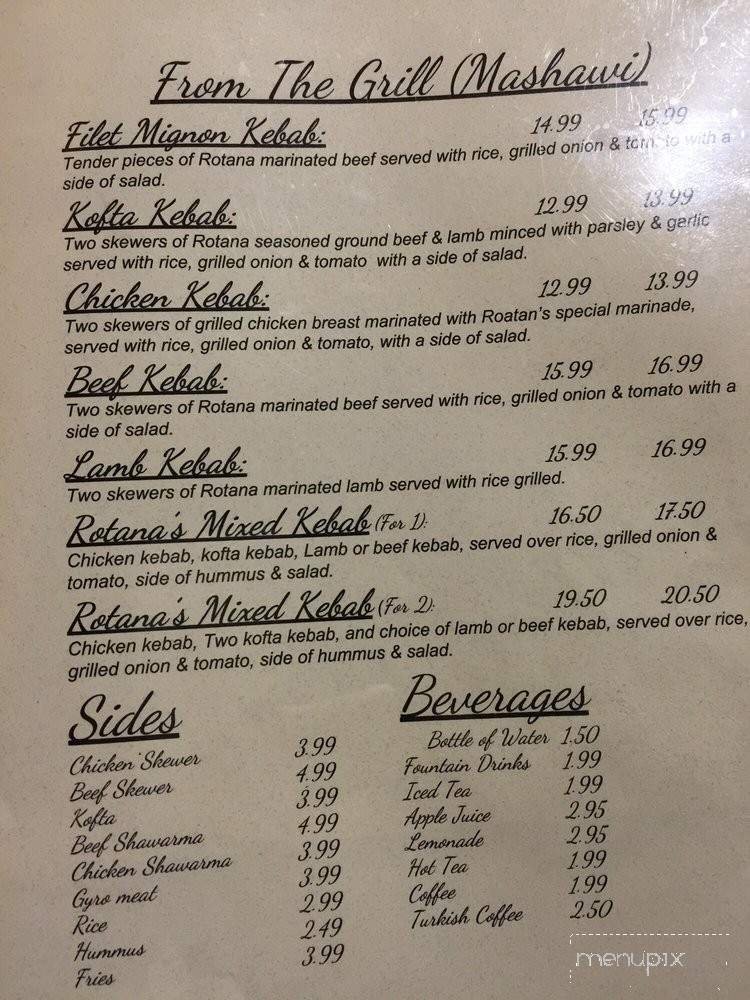 From The Grill (Mashawi)
Filet Mignon Kebab: 14.99 15.99
Tender pieces of Rotana marinated beef served with rice, grilled onion & tomato with a
side of salad.
Kofta Kebab: 12.99 13.99
Two skewers of Rotana seasoned ground beef & lamb minced with parsley & garlic
served with rice, grilled onion & tomato with a side of salad.
Chicken Kebab: 12.99 13.99
Two skewers of grilled chicken breast marinated with Roatan's special marinade,
served with rice, grilled onion & tomato, with a side of salad.
Beef Kebab: 15.99 16.99
Two skewers of Rotana marinated beef served with rice, grilled onion & tomato with a
side of salad.
Lamb Kebab: 15.99 16.99
Two skewers of Rotana marinated lamb served with rice grilled.
Rotana's Mixed Kebab (For 1): 16.50 17.50
Chicken kebab, kofta kebab, Lamb or beef kebab, served over rice, grilled onion &
tomato, side of hummus & salad.
Rotana's Mixed Kebab (For 2): 19.50 20.50
Chicken kebab, Two kofta kebab, and choice of lamb or beef kebab, served over rice,
grilled onion & tomato, side of hummus & salad.
Sides
Chicken Skewer 3.99
Beef Skewer 4.99
Kofta 3.99
Beef Shawarma 4.99
Chicken Shawarma 3.99
Gyro meat 3.99
Rice 2.99
Hummus 2.49
Fries 3.99
Beverages
Bottle of Water 1.50
Fountain Drinks 1.99
Iced Tea 1.99
Apple Juice 2.95
Lemonade 2.95
Hot Tea 1.99
Coffee 1.99
Turkish Coffee 2.50
menupix